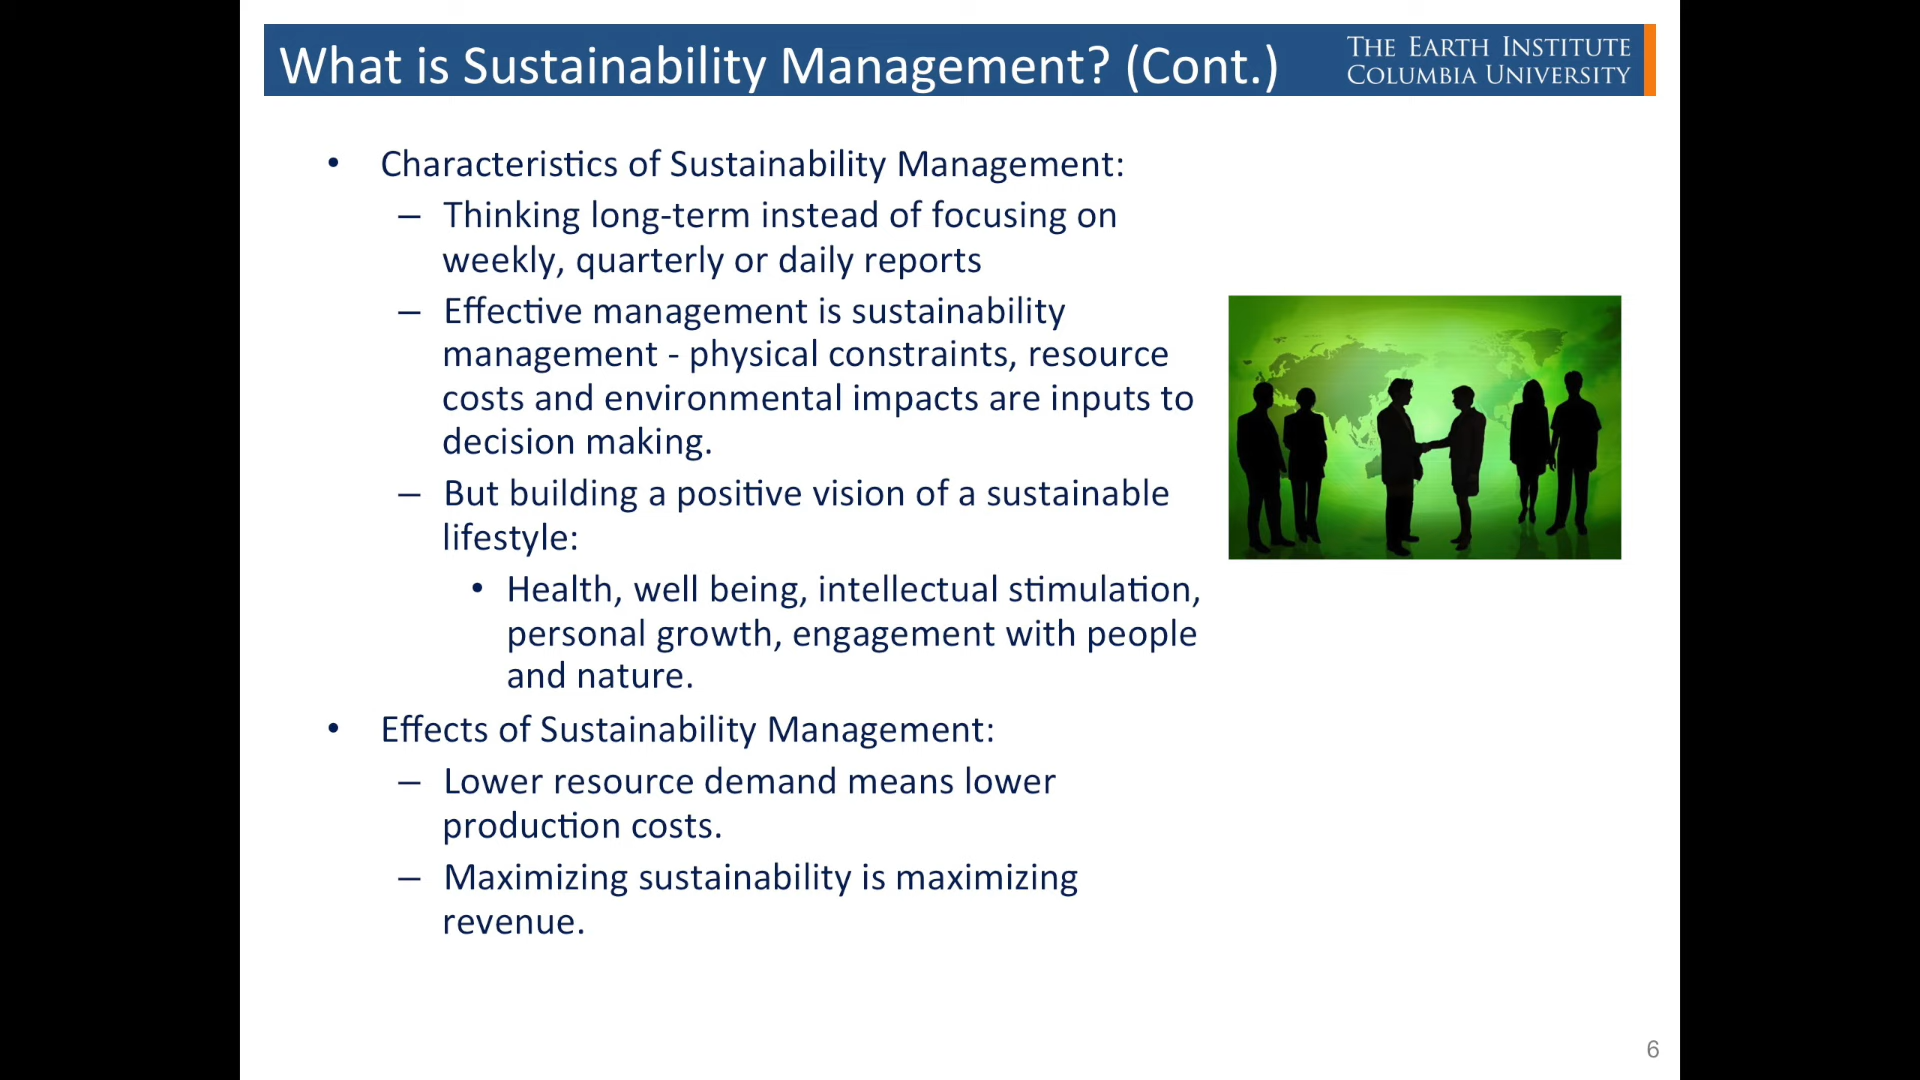 What is Sustainability Management? (Cont.)
THE EARTH INSTITUTE
COLUMBIA UNIVERSITY
• Characteristics of Sustainability Management:
– Thinking long-term instead of focusing on
weekly, quarterly or daily reports
– Effective management is sustainability
management - physical constraints, resource
costs and environmental impacts are inputs to
decision making.
– But building a positive vision of a sustainable
lifestyle:
• Health, well being, intellectual stimulation,
personal growth, engagement with people
and nature.
• Effects of Sustainability Management:
– Lower resource demand means lower
production costs.
– Maximizing sustainability is maximizing
revenue.
6